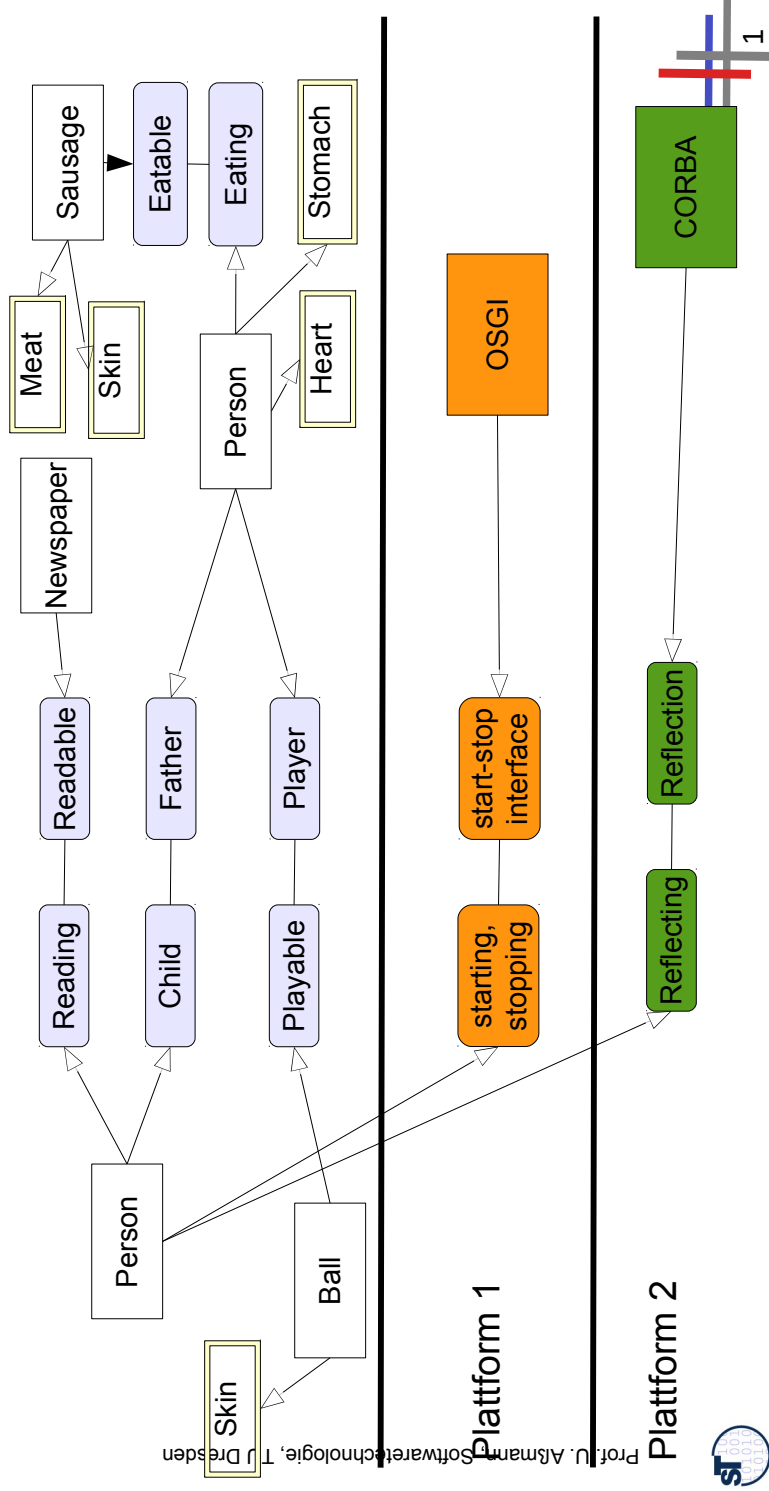 Sausage
Meat
Skin
Eatable
Eating
Stomach
Heart
Person
Newspaper
Readable
Reading
Father
Child
Player
Playable
Person
Ball
Skin
Plattform 1
starting,
stopping
start-stop
interface
OSGI
Plattform 2
Reflecting
Reflection
CORBA
Prof. U. Aßmann, Softwaretechnologie, TU Dresden
1
ST